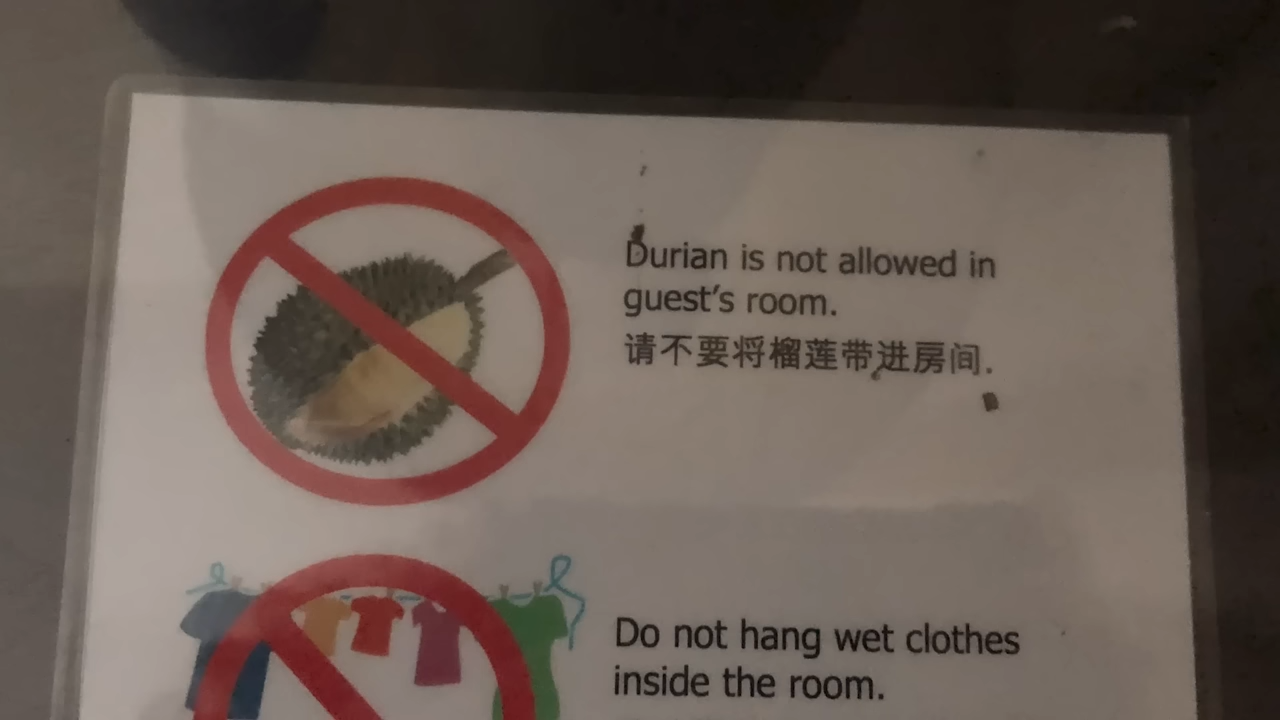 Durian is not allowed in
guest’s room.
请不要将榴莲带进房间.
Do not hang wet clothes
inside the room.